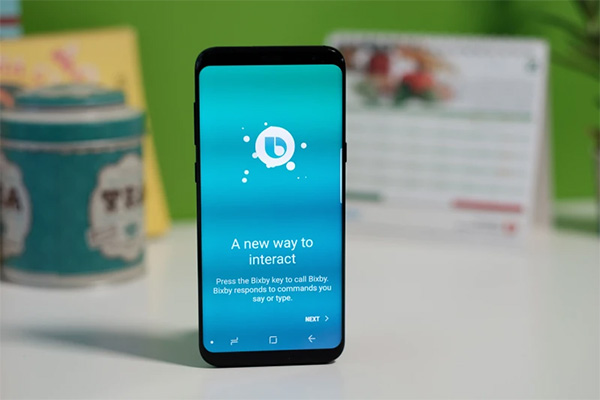 A new way to
interact
Press the Bixby key to call Bixby.
Bixby responds to commands you
say or type.
NEXT
TEA